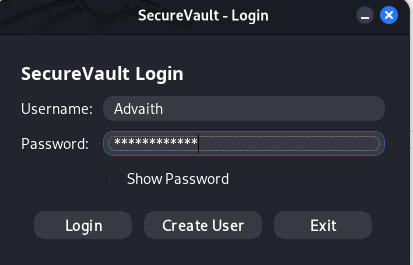 SecureVault - Login
SecureVault Login
Username: Advaith
Password: ************
Show Password
Login Create User Exit